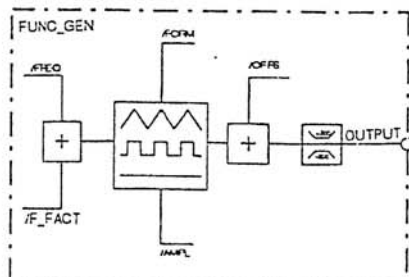 FUNC_GEN
/FORM
/FREQ
/OFFS
OUTPUT
/F_FACT
/AMPL